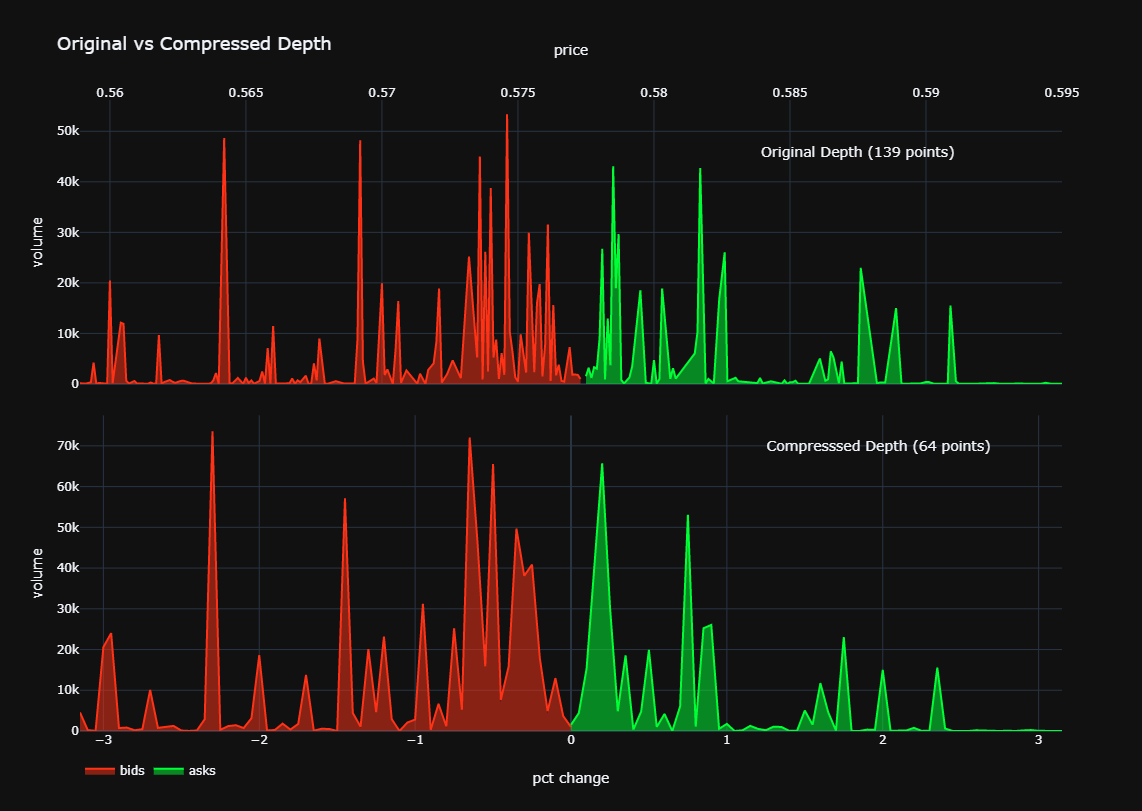 Original vs Compressed Depth
price
0.56 0.565 0.57 0.575 0.58 0.585 0.59 0.595
50k
Original Depth (139 points)
40k
30k
volume
20k
10k
0
70k
Compresssed Depth (64 points)
60k
50k
40k
volume
30k
20k
10k
0
−3 −2 −1 0 1 2 3
bids asks
pct change